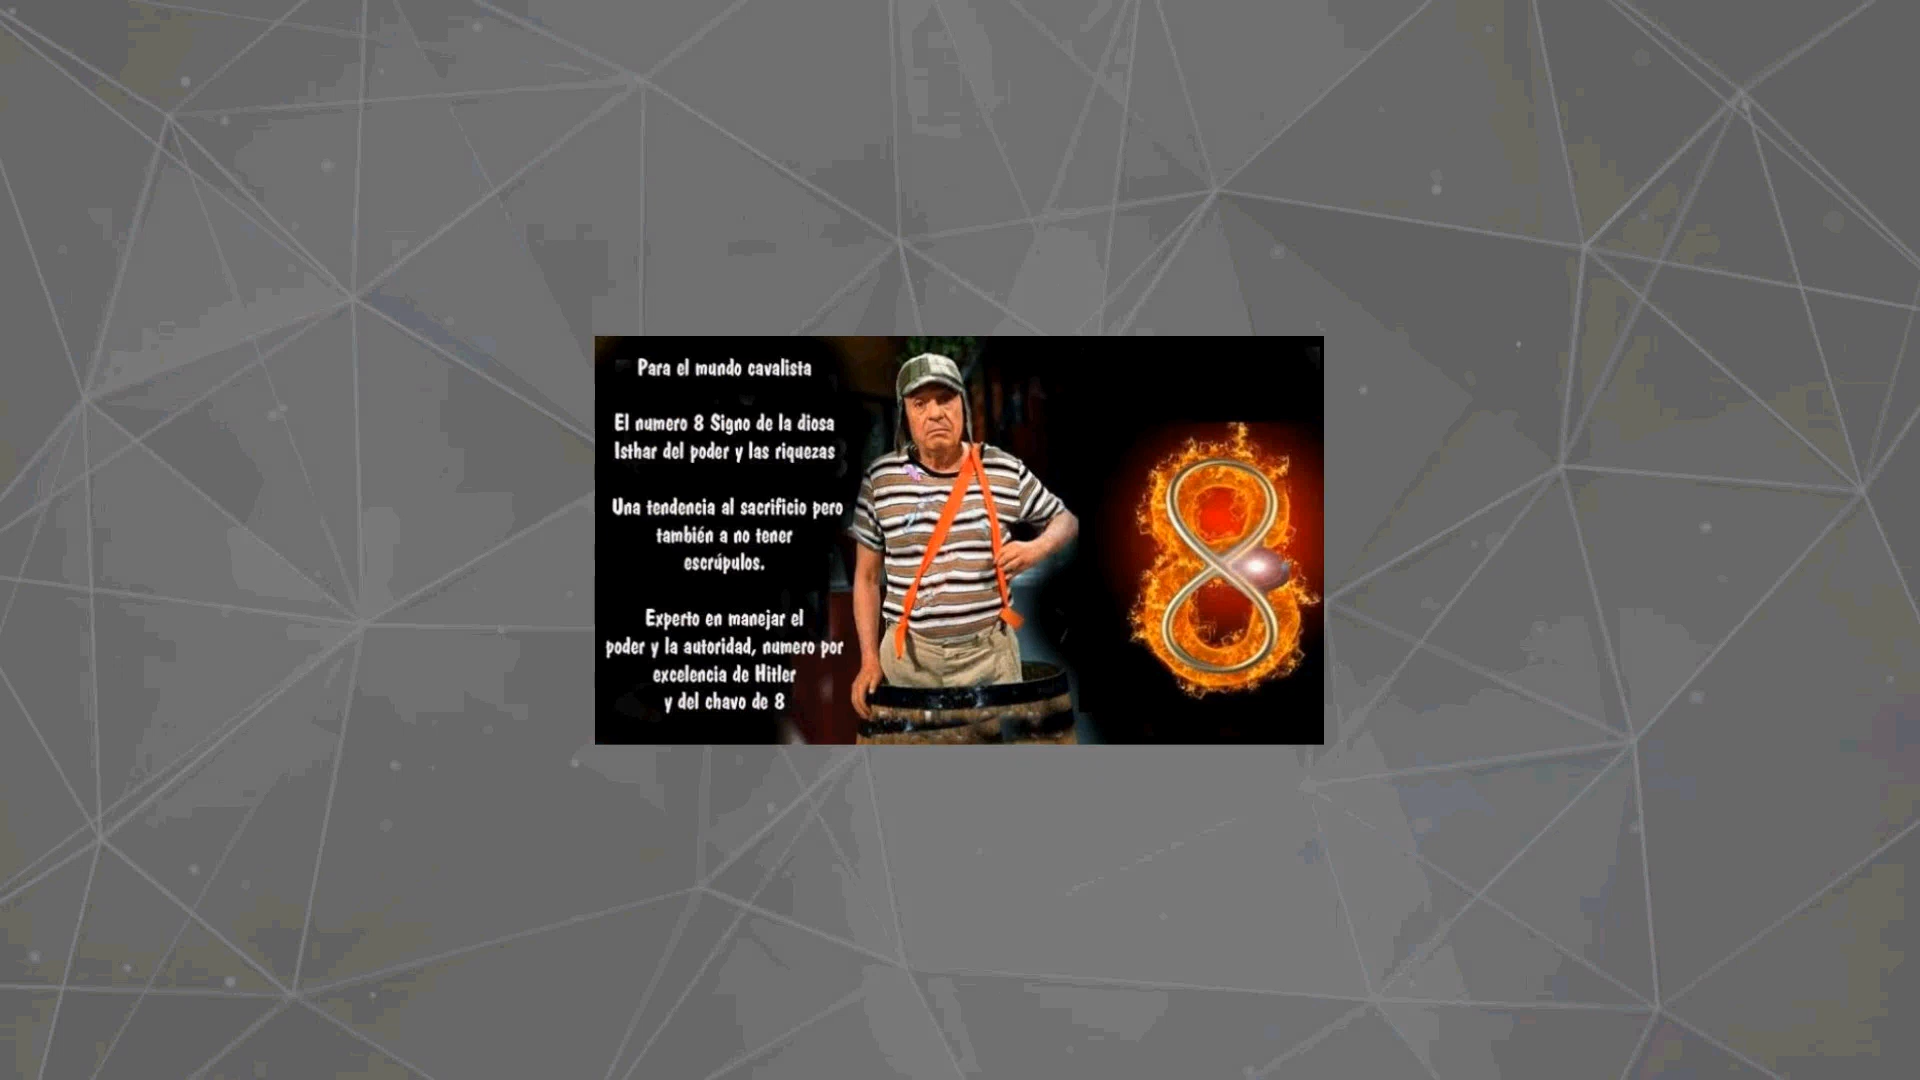 Para el mundo cavalista
El numero 8 Signo de la diosa
Isthar del poder y las riquezas
Una tendencia al sacrificio pero
también a no tener
escrúpulos.
Experto en manejar el
poder y la autoridad, numero por
excelencia de Hitler
y del chavo de 8
8